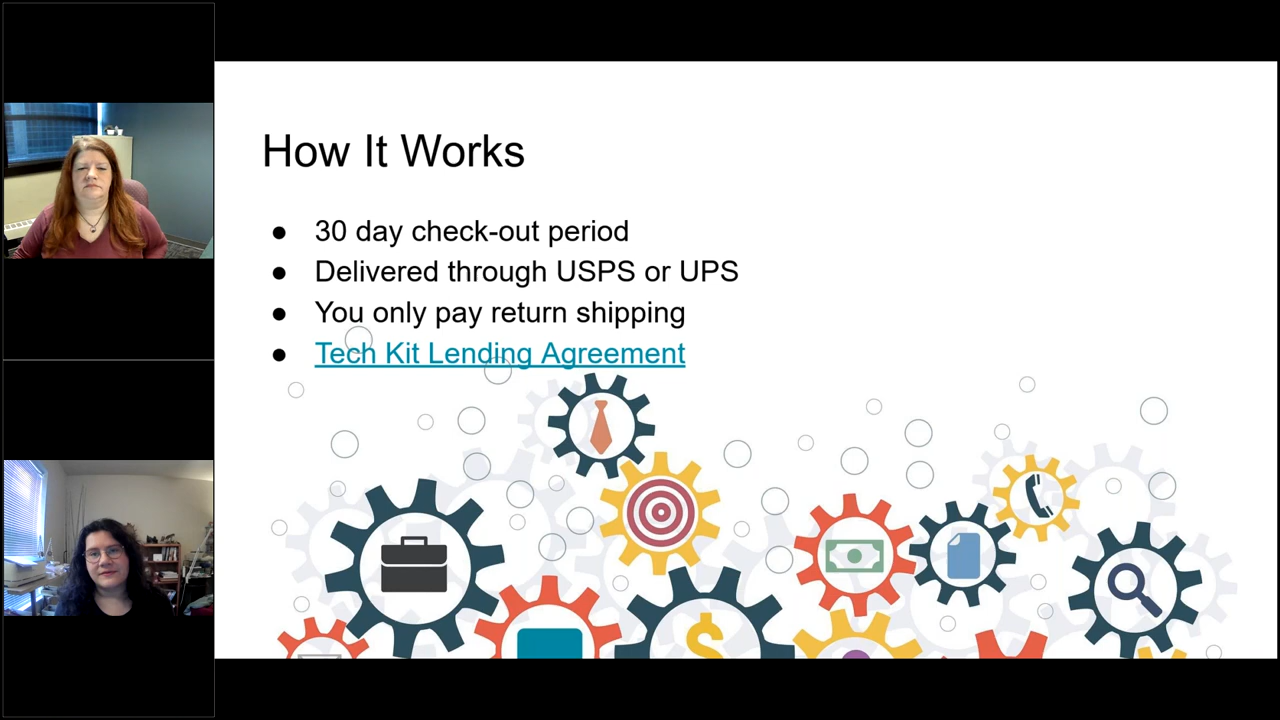 How It Works
● 30 day check-out period
● Delivered through USPS or UPS
● You only pay return shipping
● Tech Kit Lending Agreement
$